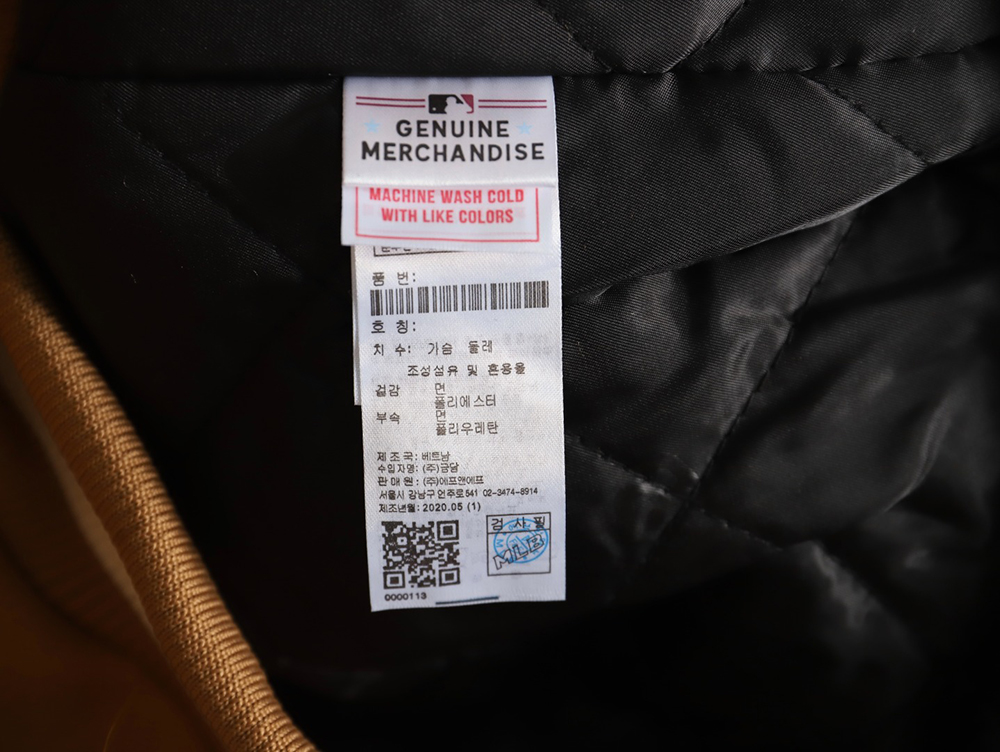 GENUINE
MERCHANDISE
MACHINE WASH COLD
WITH LIKE COLORS
품 번:
호 칭:
치 수: 가슴 둘레
조성섬유 및 혼용율
겉감 면
폴리에스터
부속 면
폴리우레탄
제 조 국: 베트남
수입자명: (주)금담
판 매 원: (주)에프앤에프
서울시 강남구 언주로541 02-3474-8914
제조년월: 2020.05 (1)
검 사 필
MLB
0000113